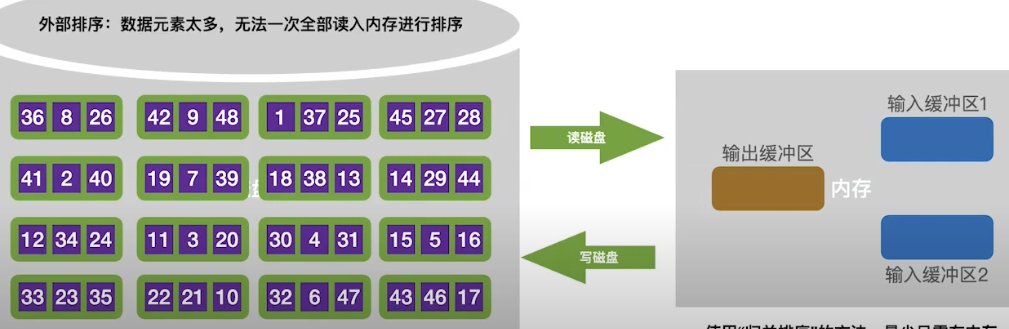 外部排序：数据元素太多，无法一次全部读入内存进行排序
36 8 26 42 9 48 1 37 25 45 27 28
41 2 40 19 7 39 18 38 13 14 29 44
12 34 24 11 3 20 30 4 31 15 5 16
33 23 35 22 21 10 32 6 47 43 46 17
读磁盘
写磁盘
输入缓冲区1
输出缓冲区
内存
输入缓冲区2